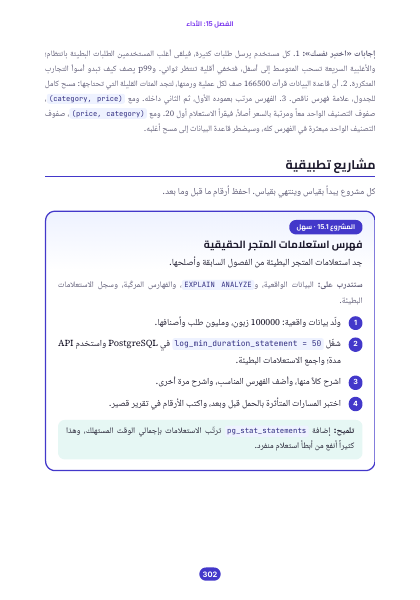 الفصل 15: الأداء
إجابات «اختبر نفسك»: 1. كل مستخدم يرسل طلبات كثيرة، فيلقى أغلب المستخدمين الطلبات البطيئة بانتظام؛
والأغلبية السريعة تسحب المتوسط إلى أسفل، فتخفي أقلية تنتظر ثواني. وp99 يصف كيف تبدو أسوأ التجارب
المتكررة. 2. أن قاعدة البيانات قرأت 166500 صف لكل عملية ورمتها، لتجد المئات القليلة التي تحتاجها: مسح كامل
للجدول، علامة فهرس ناقص. 3. الفهرس مرتب بعموده الأول، ثم الثاني داخله. ومع (category, price)،
صفوف التصنيف الواحد معاً ومرتبة بالسعر أصلاً، فيقرأ الاستعلام أول 20. ومع (price, category)، صفوف
التصنيف الواحد مبعثرة في الفهرس كله، وسيضطر قاعدة البيانات إلى مسح أغلبه.
مشاريع تطبيقية
كل مشروع يبدأ بقياس وينتهي بقياس. احفظ أرقام ما قبل وما بعد.
المشروع 15.1 · سهل
فهرس استعلامات المتجر الحقيقية
جد استعلامات المتجر البطيئة من الفصول السابقة وأصلحها.
ستتدرب على: البيانات الواقعية، وEXPLAIN ANALYZE، والفهارس المركّبة، وسجل الاستعلامات
البطيئة.
1 ولّد بيانات واقعية: 100000 زبون، ومليون طلب وأصنافها.
2 شغّل log_min_duration_statement = 50 في PostgreSQL واستخدم API
مدة؛ واجمع الاستعلامات البطيئة.
3 اشرح كلاً منها، وأضف الفهرس المناسب، واشرح مرة أخرى.
4 اختبر المسارات المتأثرة بالحمل قبل وبعد، واكتب الأرقام في تقرير قصير.
تلميح: إضافة pg_stat_statements ترتّب الاستعلامات بإجمالي الوقت المستهلك، وهذا
كثيراً أنفع من أبطأ استعلام منفرد.
302